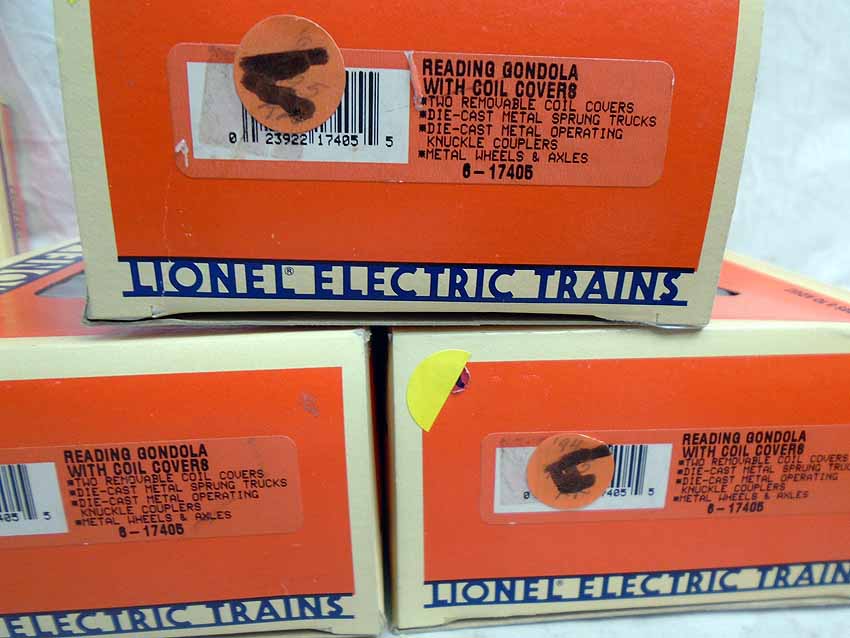 READING GONDOLA
WITH COIL COVERS
▪TWO REMOVABLE COIL COVERS
▪DIE-CAST METAL SPRUNG TRUCKS
▪DIE-CAST METAL OPERATING
KNUCKLE COUPLERS
▪METAL WHEELS & AXLES
6-17405
0 23922 17405 5
LIONEL® ELECTRIC TRAINS
READING GONDOLA
WITH COIL COVERS
▪TWO REMOVABLE COIL COVERS
▪DIE-CAST METAL SPRUNG TRUCKS
▪DIE-CAST METAL OPERATING
KNUCKLE COUPLERS
▪METAL WHEELS & AXLES
6-17405
405 5
ELECTRIC TRAINS
READING GONDOLA
WITH COIL COVERS
▪TWO REMOVABLE COIL COVERS
▪DIE-CAST METAL SPRUNG TRUC
▪DIE-CAST METAL OPERATING
KNUCKLE COUPLERS
▪METAL WHEELS & AXLES
6-17405
0 405 5
LIONEL® ELECTRIC TRAIN